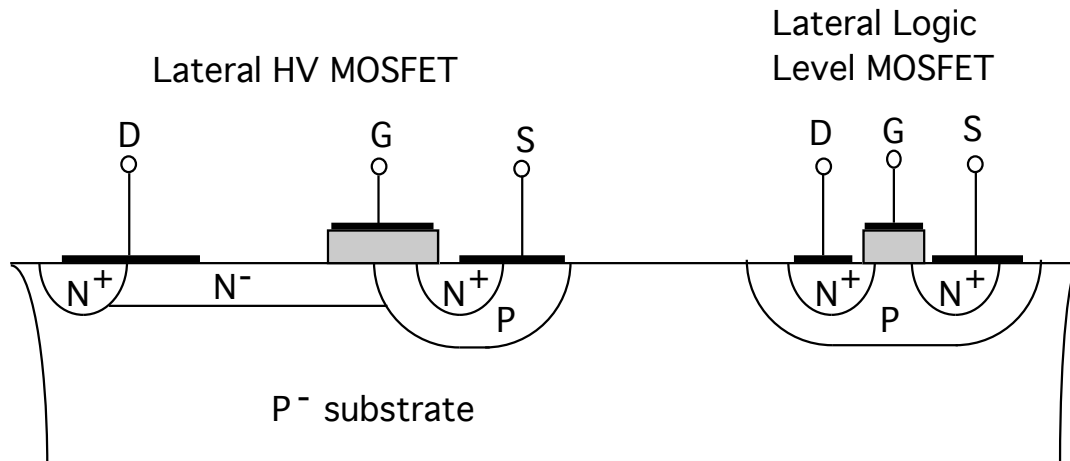 Lateral HV MOSFET
Lateral Logic
Level MOSFET
D G S D G S
N+ N- N+ P N+ P N+
P- substrate